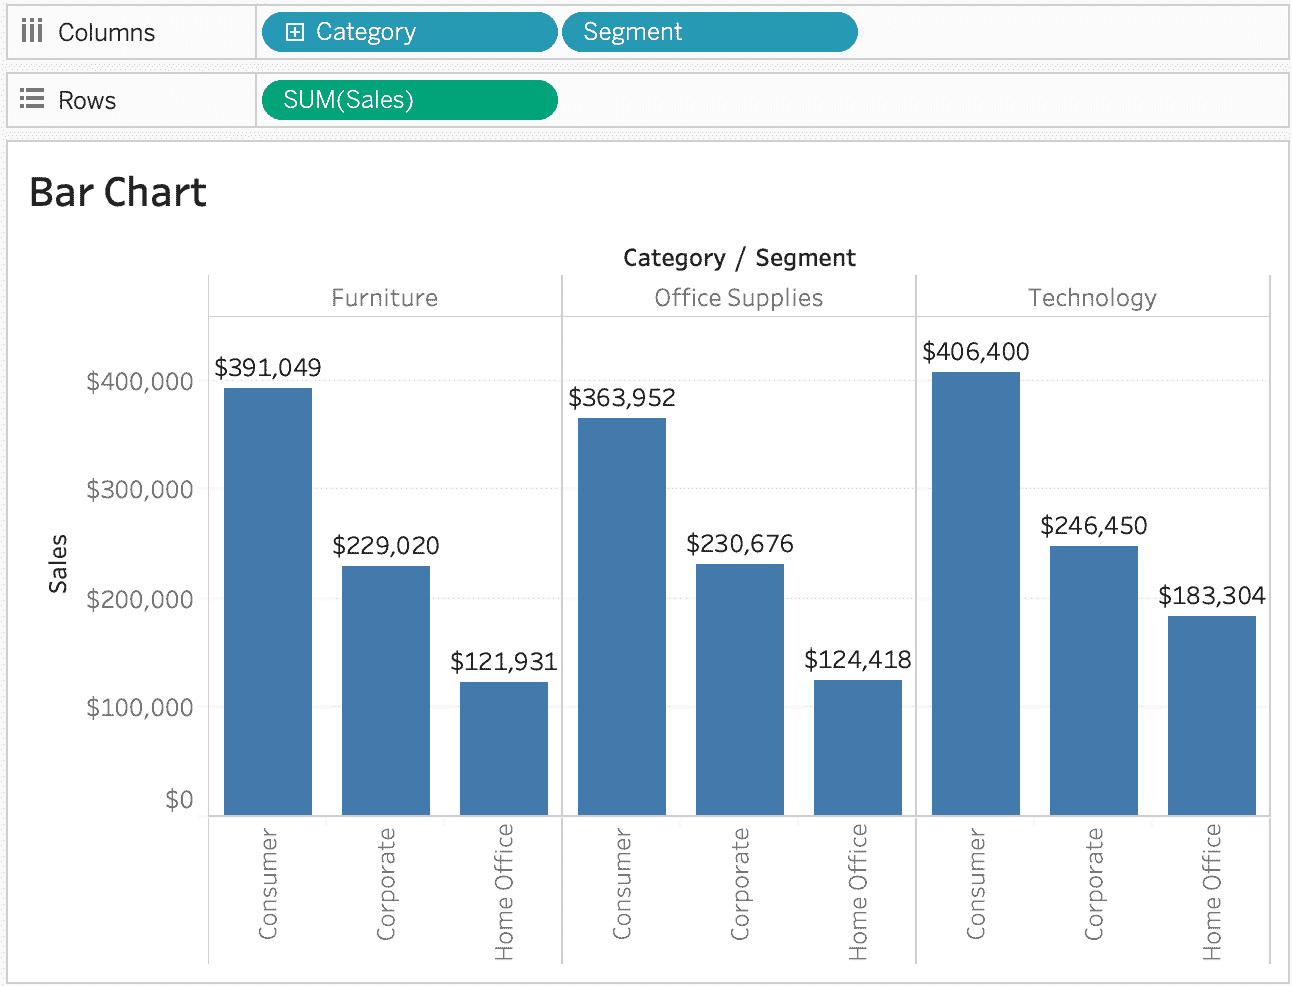 Columns
Category
Segment
Rows
SUM(Sales)
Bar Chart
Category / Segment
Furniture
Office Supplies
Technology
Sales
$400,000
$300,000
$200,000
$100,000
$0
$391,049
$229,020
$121,931
$363,952
$230,676
$124,418
$406,400
$246,450
$183,304
Consumer
Corporate
Home Office
Consumer
Corporate
Home Office
Consumer
Corporate
Home Office